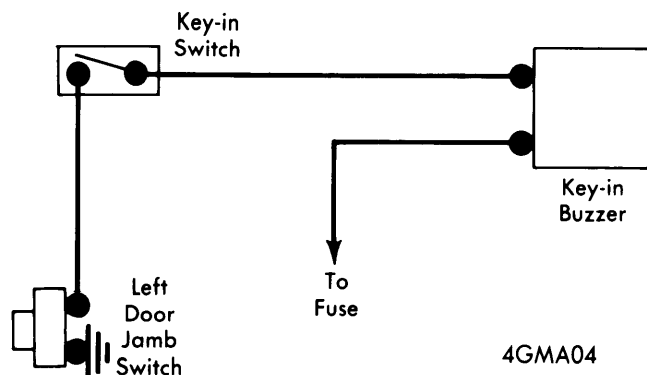 Key-in
Switch
Key-in
Buzzer
To
Fuse
Left
Door
Jamb
Switch
4GMA04